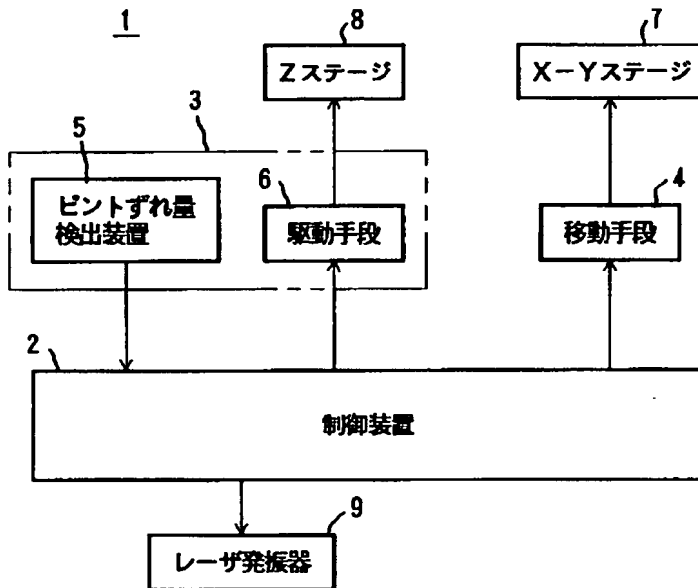 1
8
7
Zステージ
X-Yステージ
3
5
ピントずれ量
検出装置
6
駆動手段
4
移動手段
2
制御装置
9
レーザ発振器